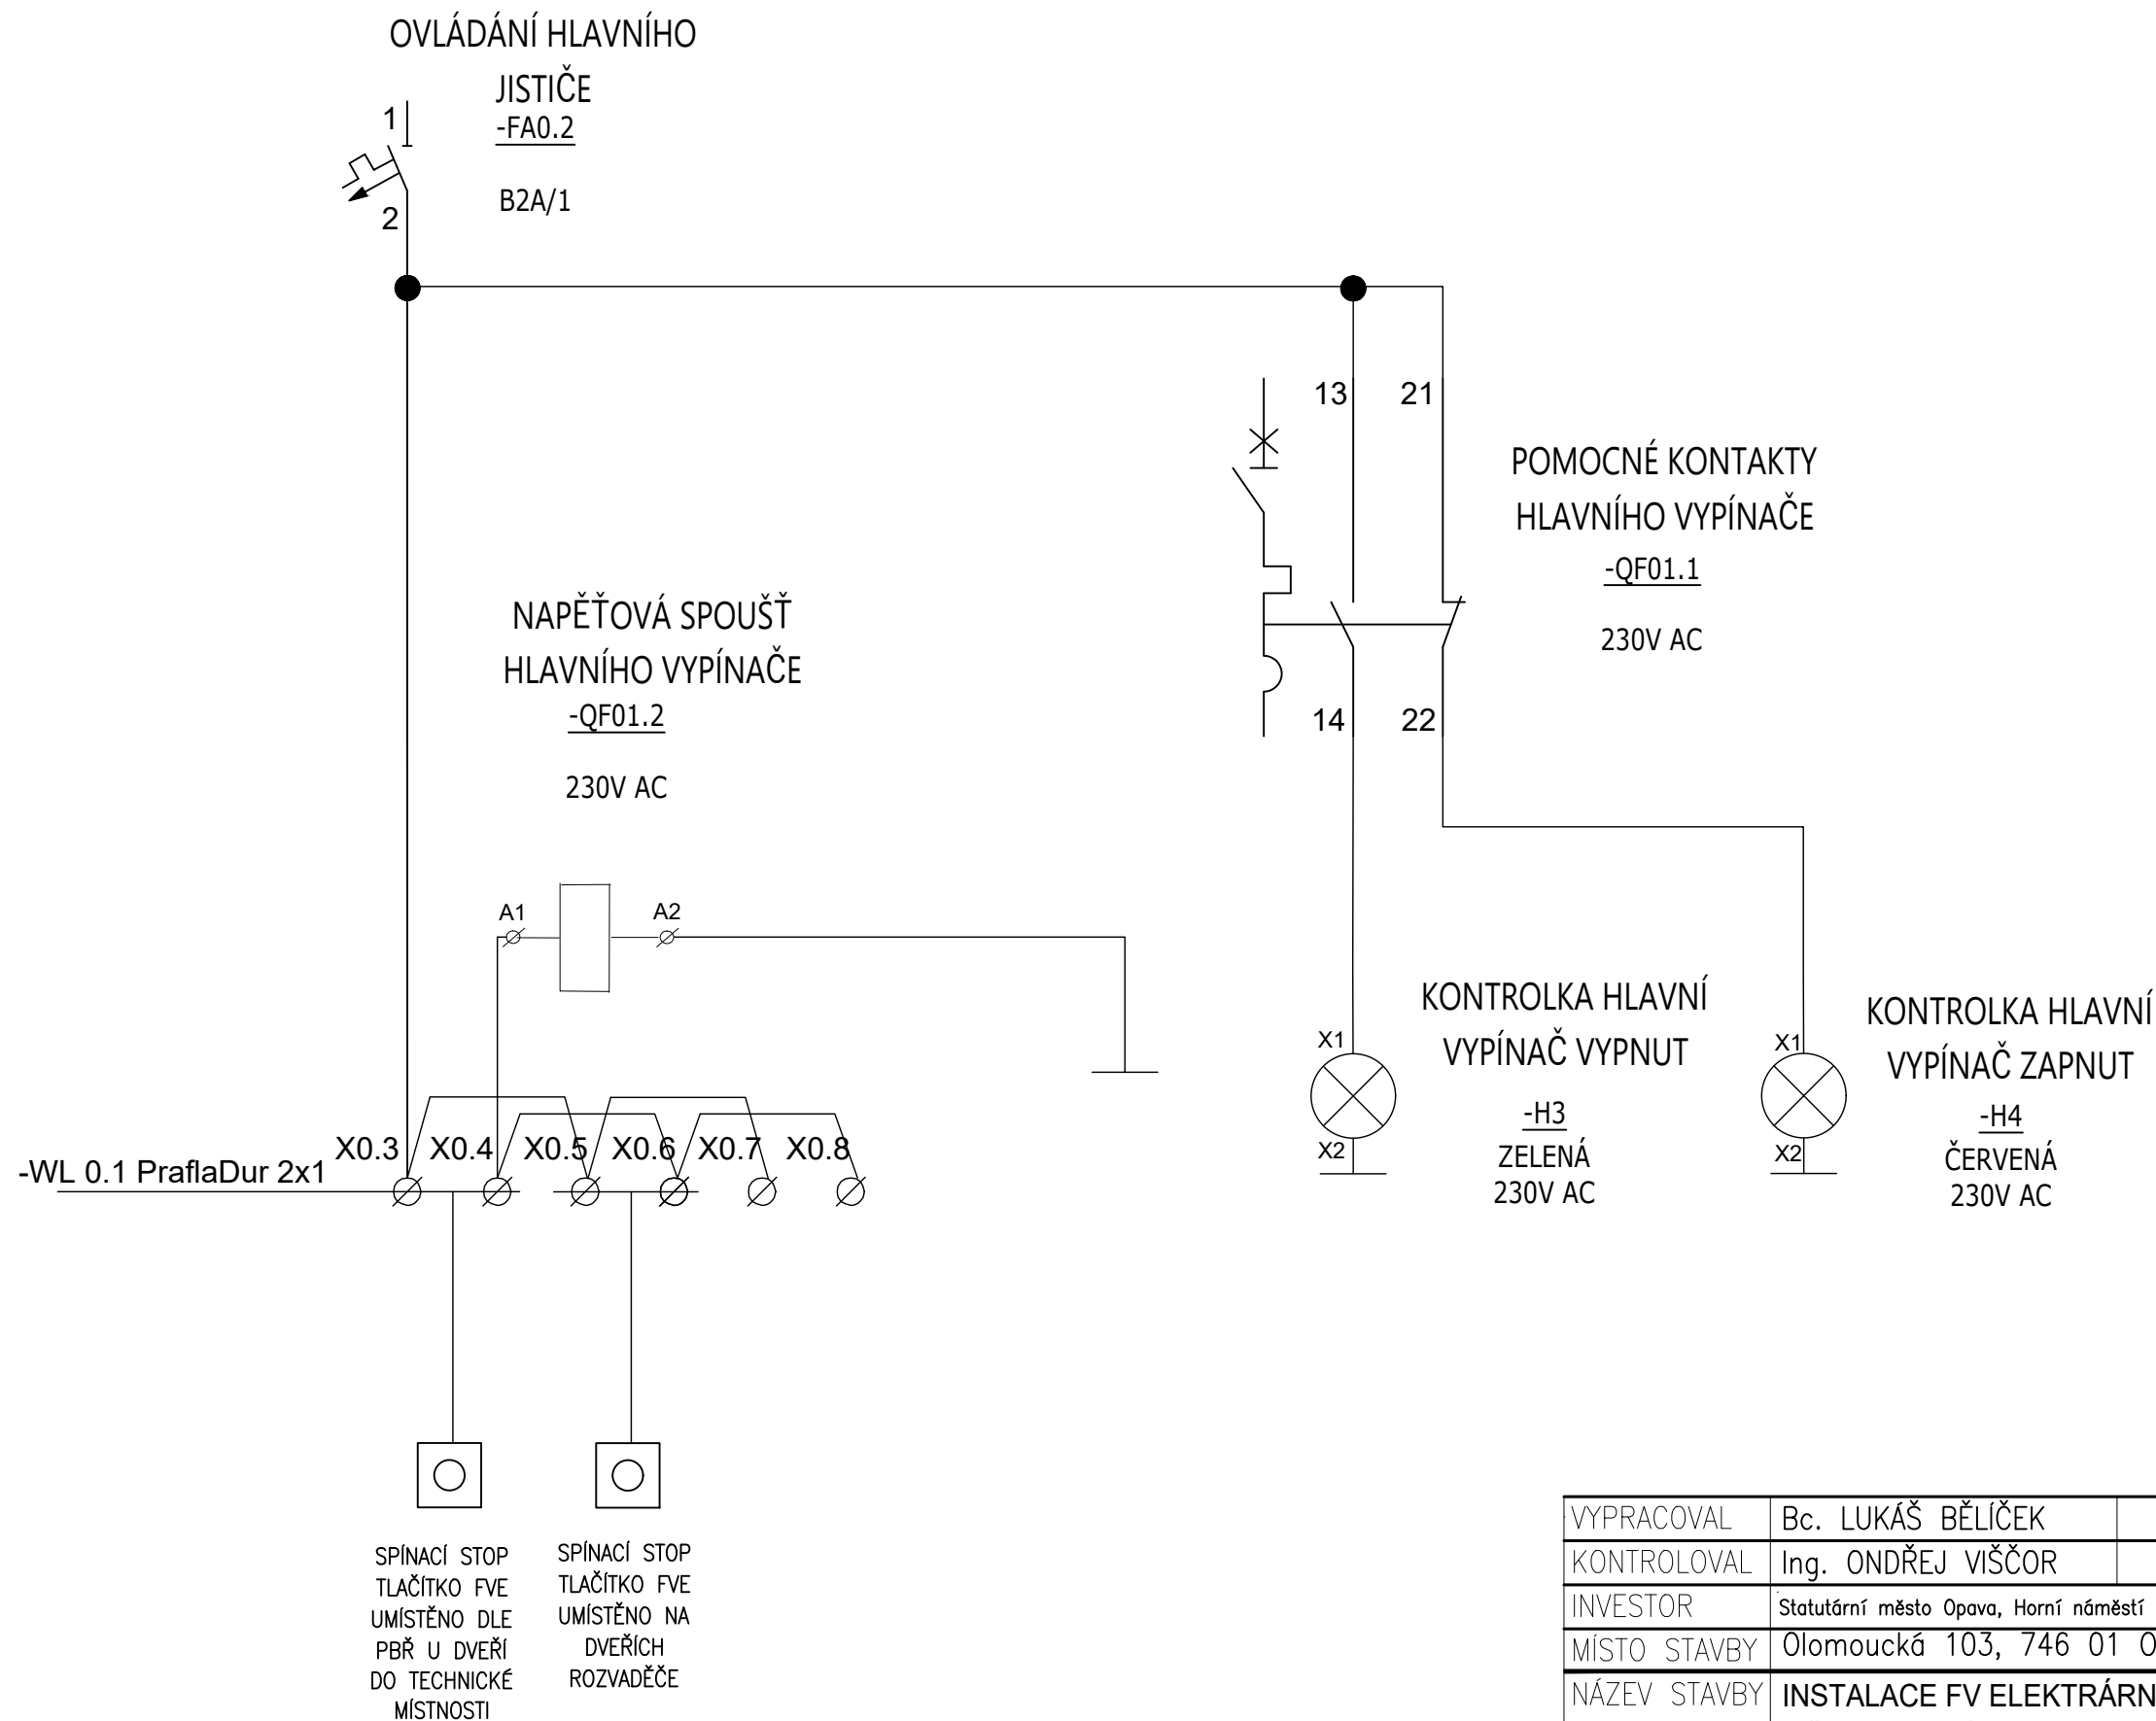 OVLÁDÁNÍ HLAVNÍHO
JISTIČE
-FA0.2
B2A/1
1
2
13
21
POMOCNÉ KONTAKTY
HLAVNÍHO VYPÍNAČE
-QF01.1
230V AC
14
22
NAPĚŤOVÁ SPOUŠŤ
HLAVNÍHO VYPÍNAČE
-QF01.2
230V AC
A1
A2
KONTROLKA HLAVNÍ
VYPÍNAČ VYPNUT
-H3
ZELENÁ
230V AC
X1
X2
KONTROLKA HLAVNÍ
VYPÍNAČ ZAPNUT
-H4
ČERVENÁ
230V AC
X1
X2
X0.3 X0.4 X0.5 X0.6 X0.7 X0.8
-WL 0.1 PraflaDur 2x1
SPÍNACÍ STOP
TLAČÍTKO FVE
UMÍSTĚNO DLE
PBŘ U DVEŘÍ
DO TECHNICKÉ
MÍSTNOSTI
SPÍNACÍ STOP
TLAČÍTKO FVE
UMÍSTĚNO NA
DVEŘÍCH
ROZVADĚČE
VYPRACOVAL Bc. LUKÁŠ BĚLÍČEK
KONTROLOVAL Ing. ONDŘEJ VIŠČOR
INVESTOR Statutární město Opava, Horní náměstí
MÍSTO STAVBY Olomoucká 103, 746 01 O
NÁZEV STAVBY INSTALACE FV ELEKTRÁRN